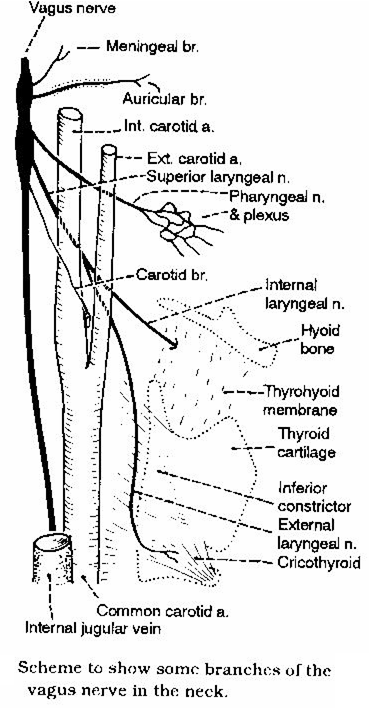 Vagus nerve
Meningeal br.
Auricular br.
Int. carotid a.
Ext. carotid a.
Superior laryngeal n.
Pharyngeal n.
& plexus
Carotid br.
Internal
laryngeal n.
Hyoid
bone
Thyrohyoid
membrane
Thyroid
cartilage
Inferior
constrictor
External
laryngeal n.
Cricothyroid
Common carotid a.
Internal jugular vein
Scheme to show some branches of the
vagus nerve in the neck.